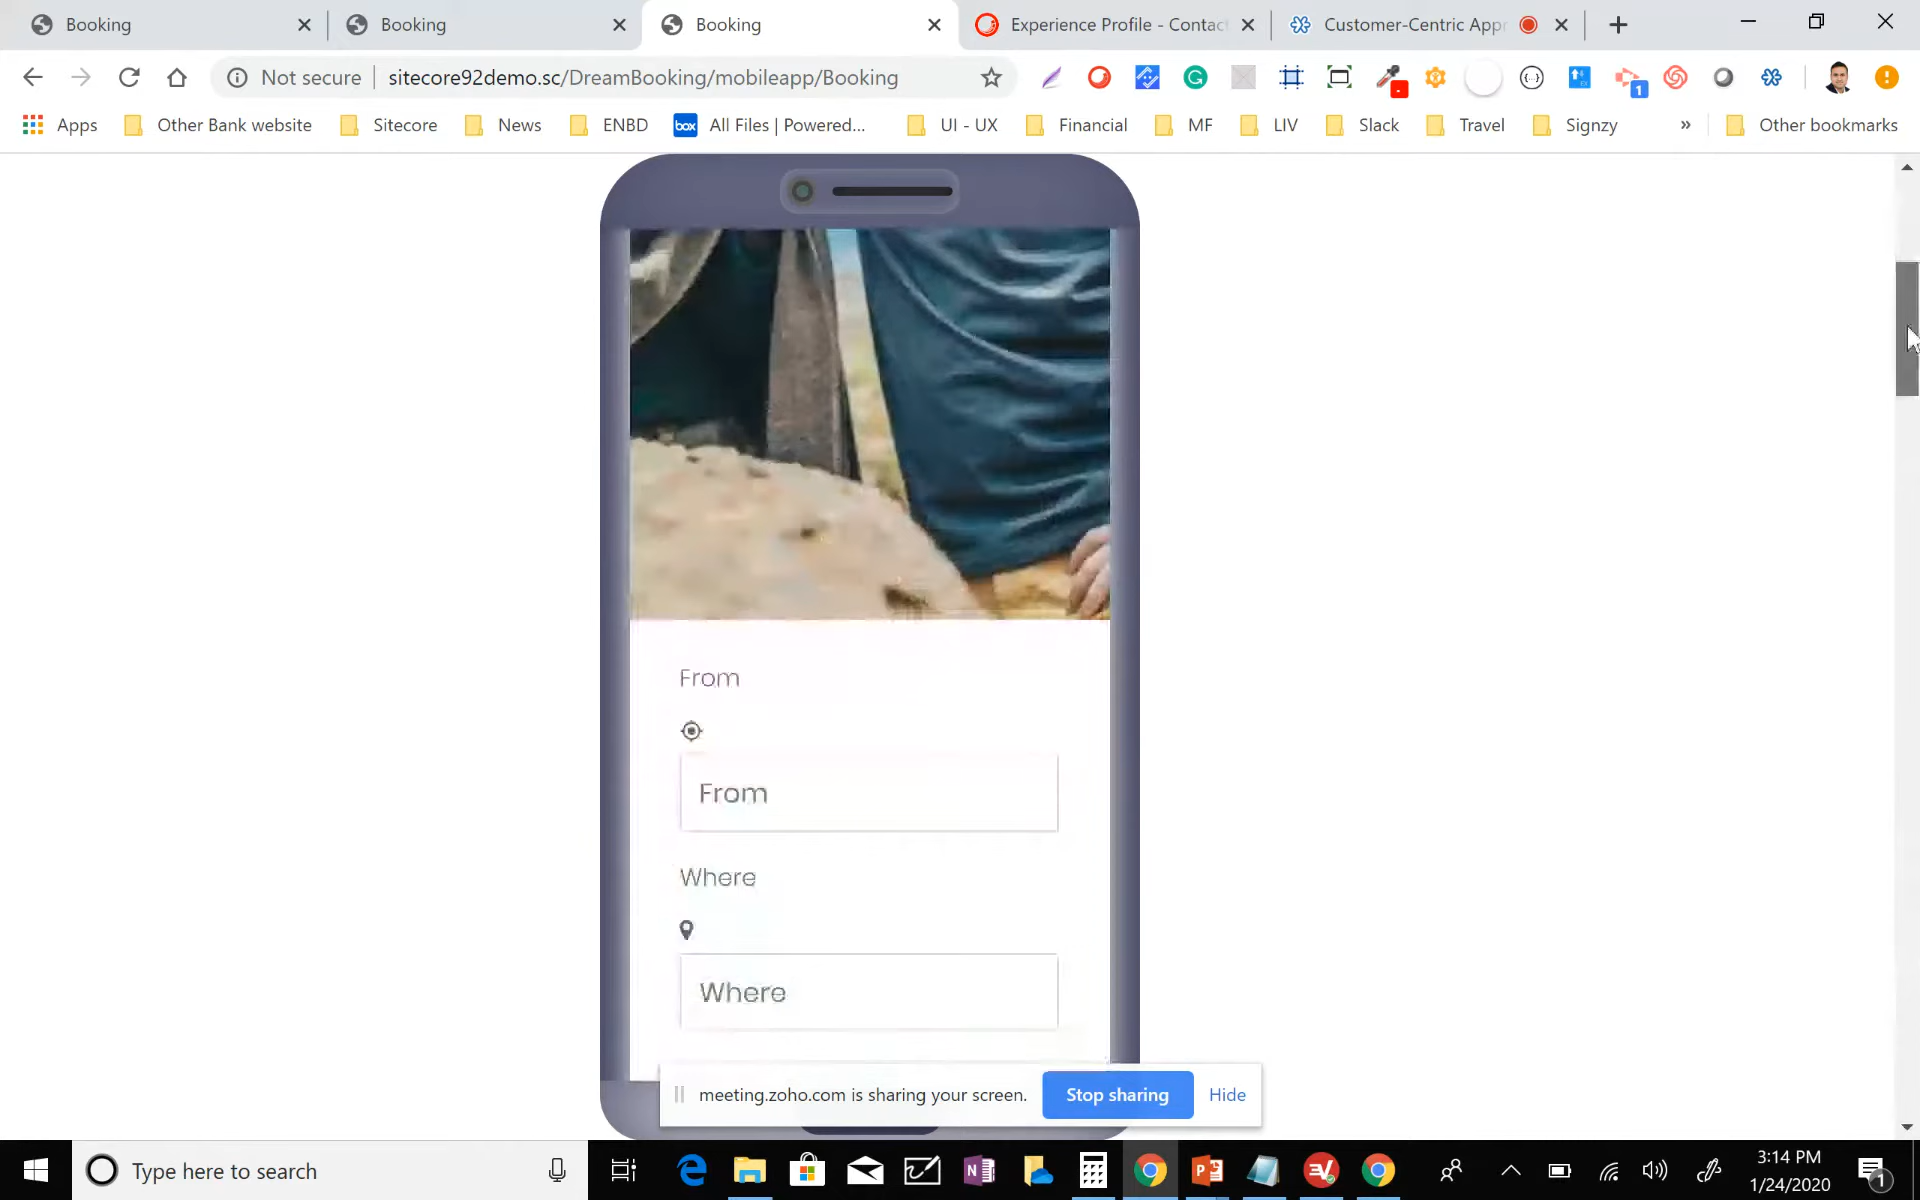 Booking
Booking
Booking
Experience Profile - Contac
Customer-Centric App
Not secure
sitecore92demo.sc/DreamBooking/mobileapp/Booking
1
Apps
Other Bank website
Sitecore
News
ENBD
box
All Files | Powered...
UI - UX
Financial
MF
LIV
Slack
Travel
Signzy
»
Other bookmarks
From
From
Where
Where
meeting.zoho.com is sharing your screen.
Stop sharing
Hide
Type here to search
3:14 PM
1/24/2020
1